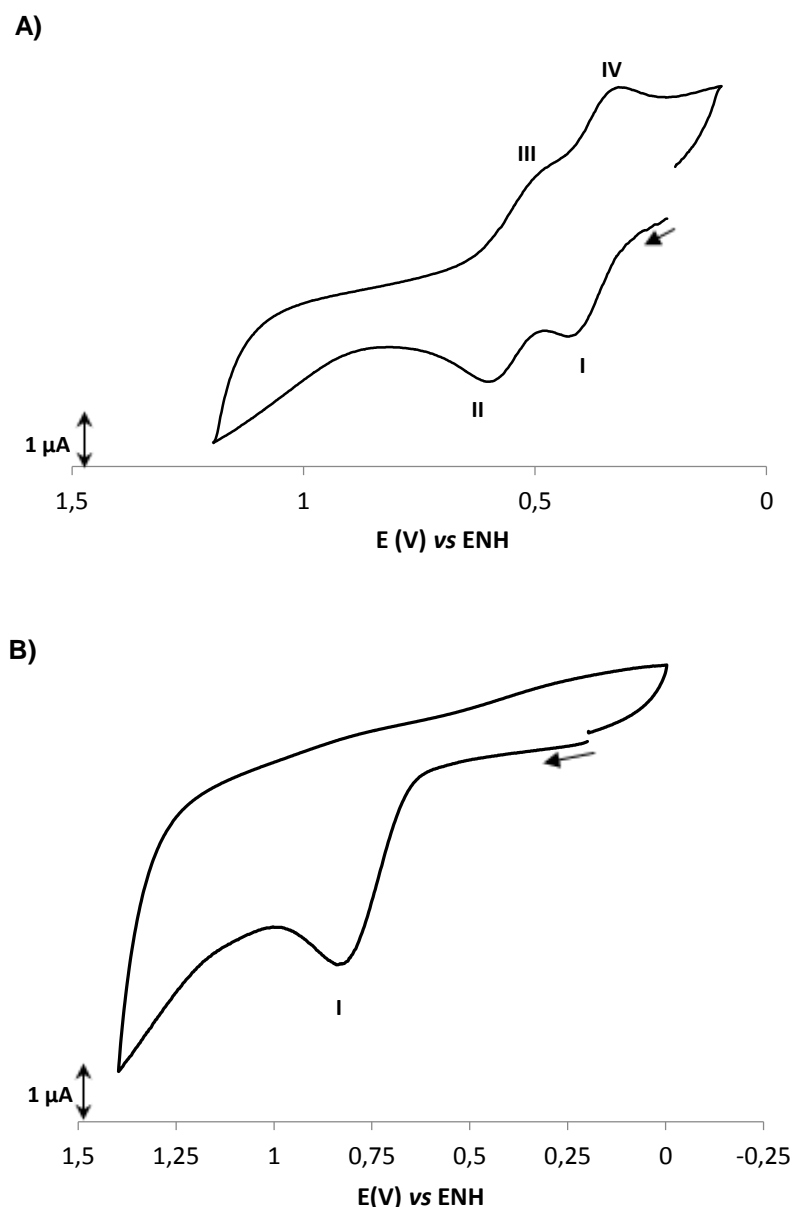 A)
IV
III
I
II
1 µA
1,5 1 0,5 0
E (V) vs ENH
B)
I
1 µA
1,5 1,25 1 0,75 0,5 0,25 0 -0,25
E(V) vs ENH